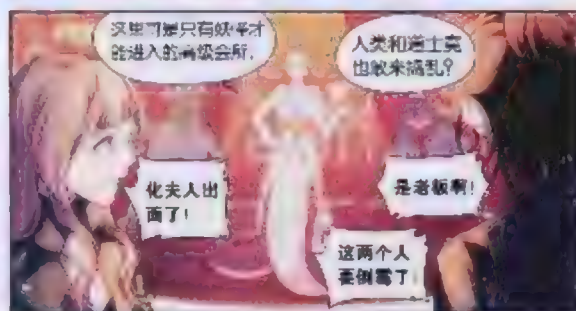 这里可是只有妖怪才
能进入的高级会所，
人类和道士竟
也敢来捣乱？
化夫人出
面了！
是老板啊！
这两个人
要倒霉了